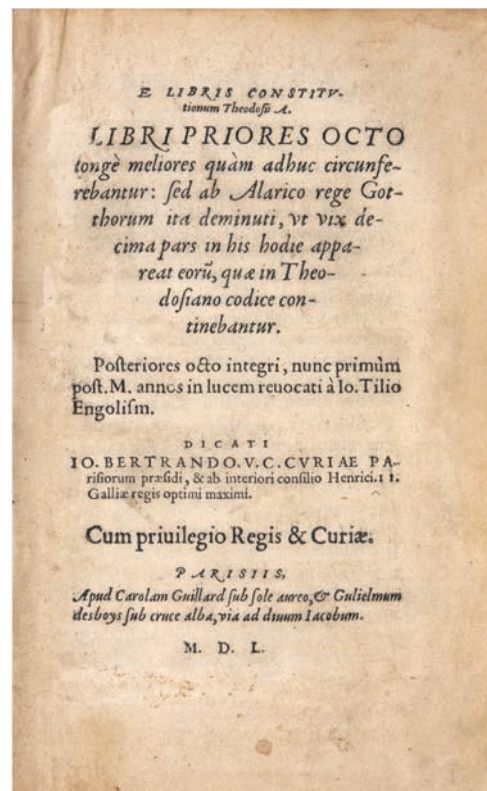 E LIBRIS CONSTITV-
tionum Theodosij A.
LIBRI PRIORES OCTO
longè meliores quàm adhuc circunfe-
rebantur: sed ab Alarico rege Got-
thorum ita deminuti, vt vix de-
cima pars in his hodie appa-
reat eorū, quæ in Theo-
dosiano codice con-
tinebantur.
Posteriores octo integri, nunc primùm
post. M. annos in lucem reuocati à Io. Tilio
Engolism.
DICATI
IO. BERTRANDO. V. C. CVRIAE PA-
risiorum præsidi, & ab interiori consilio Henrici. II.
Galliæ regis optimi maximi.
Cum priuilegio Regis & Curiæ.
PARISIIS,
Apud Carolam Guillard sub sole aureo, & Gulielmum
desboys sub cruce alba, via ad diuum Iacobum.
M. D. L.